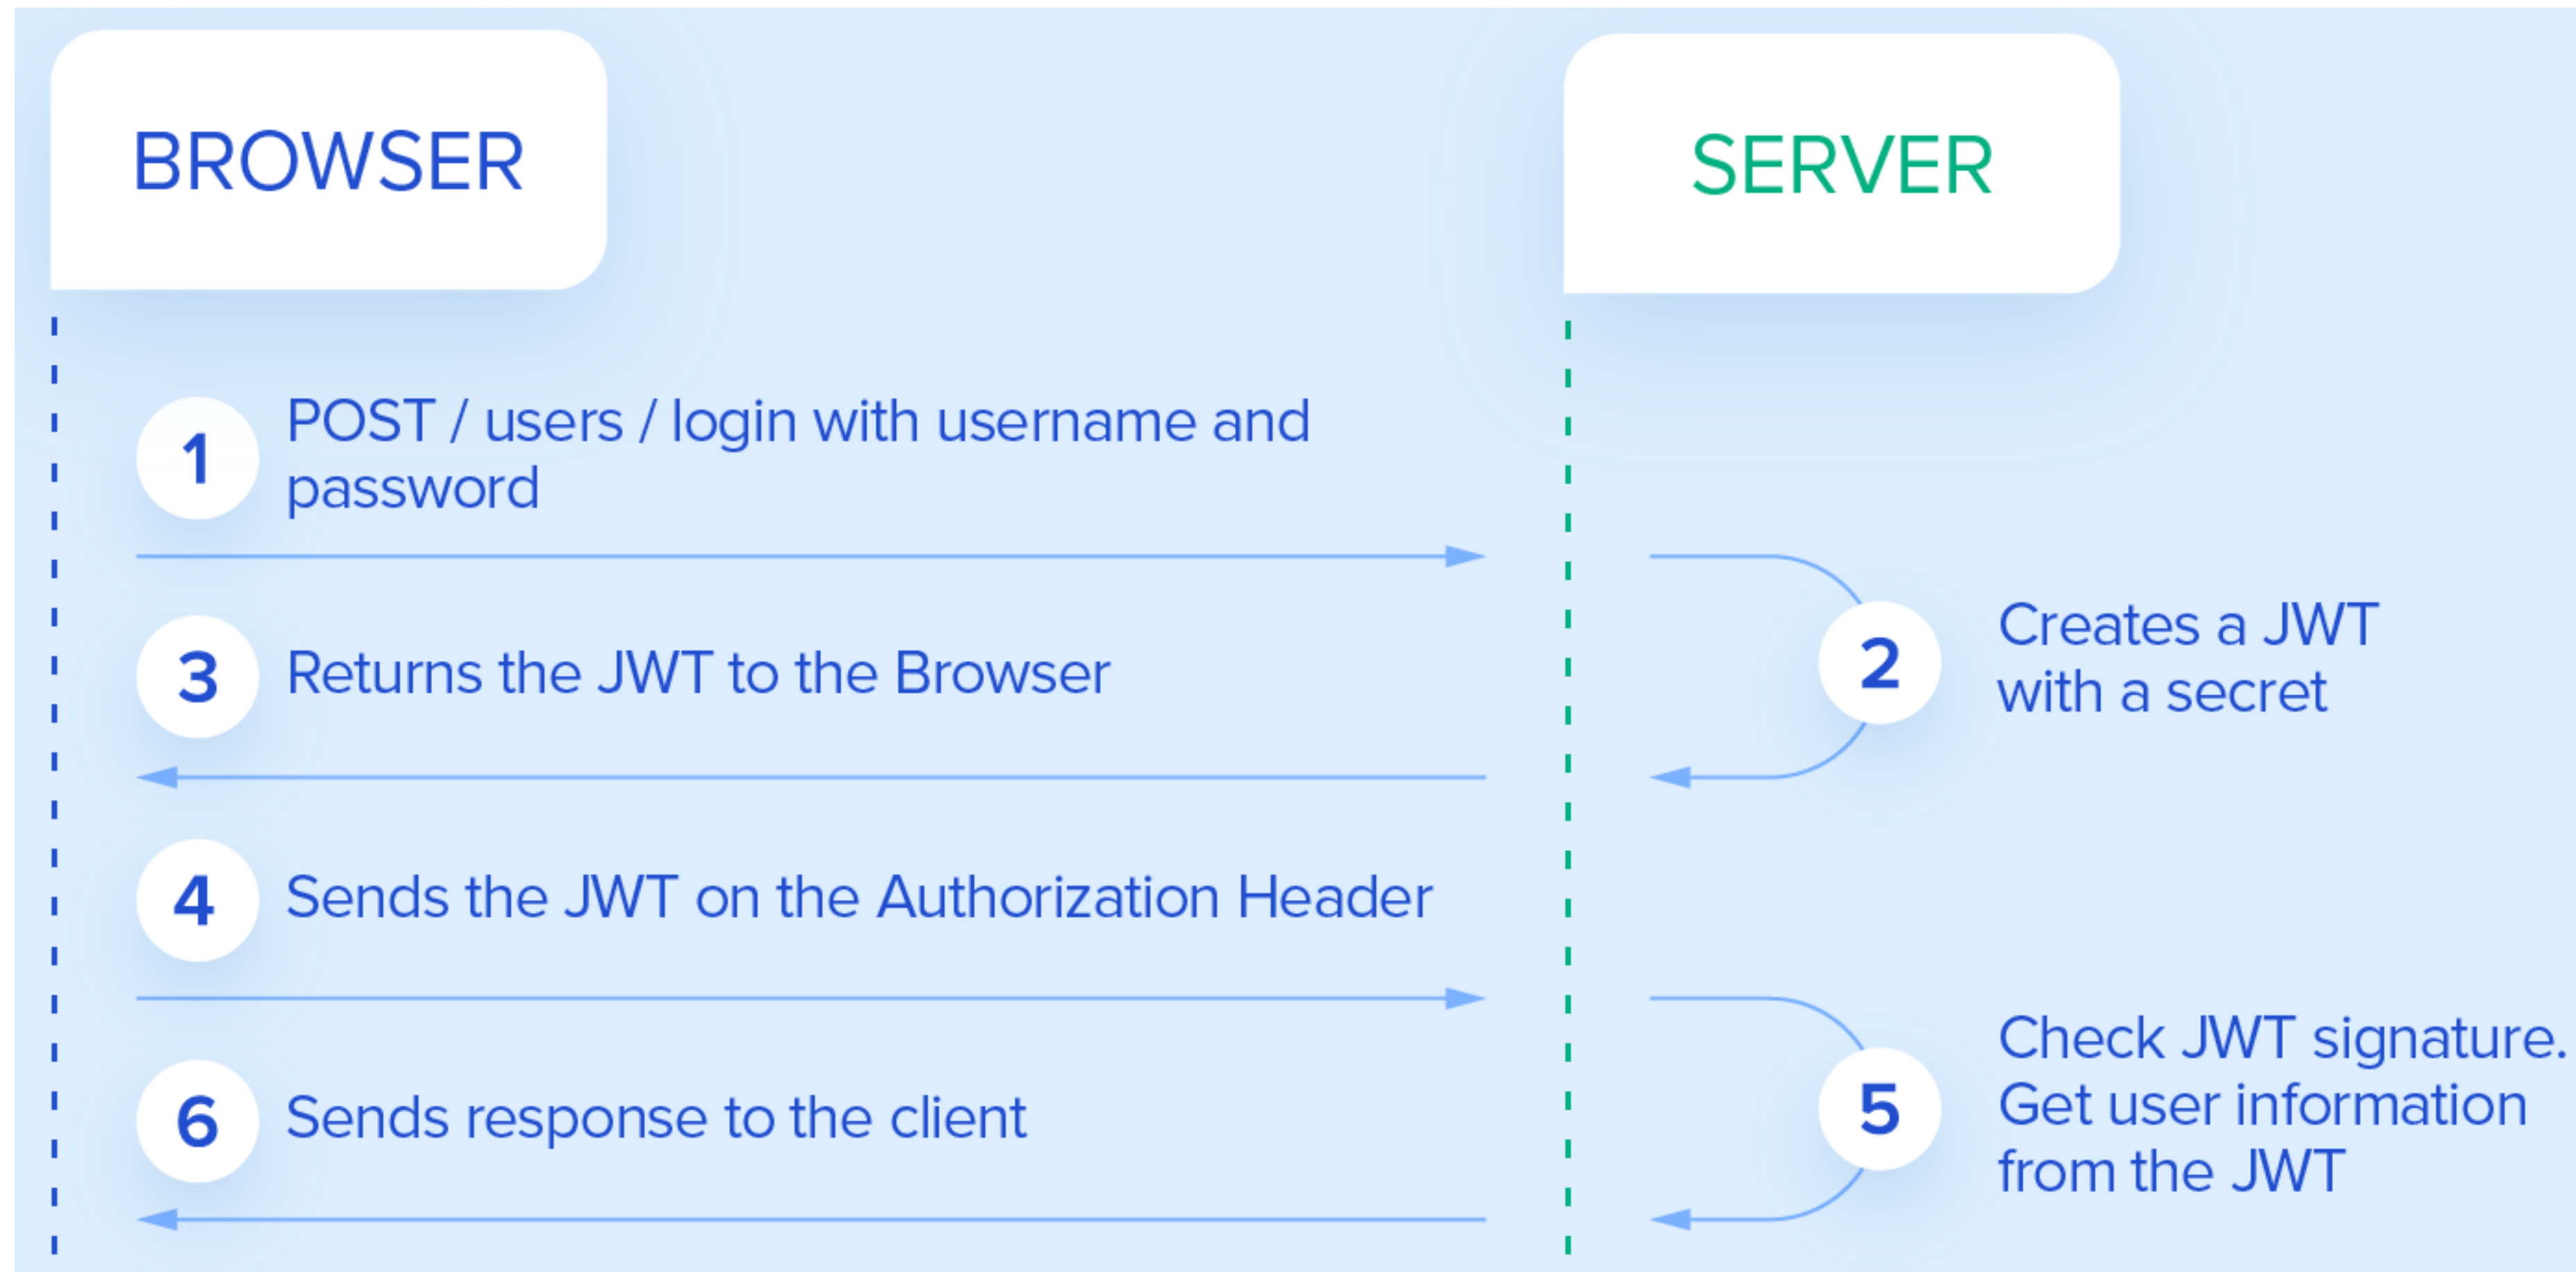 BROWSER
SERVER
1
POST / users / login with username and
password
2
Creates a JWT
with a secret
3
Returns the JWT to the Browser
4
Sends the JWT on the Authorization Header
5
Check JWT signature.
Get user information
from the JWT
6
Sends response to the client